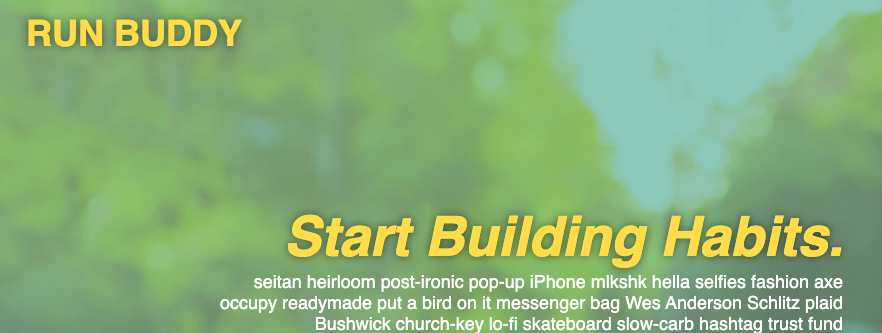 RUN BUDDY
Start Building Habits.
seitan heirloom post-ironic pop-up iPhone mlkshk hella selfies fashion axe
occupy readymade put a bird on it messenger bag Wes Anderson Schlitz plaid
Bushwick church-key lo-fi skateboard slow-carb hashtag trust fund